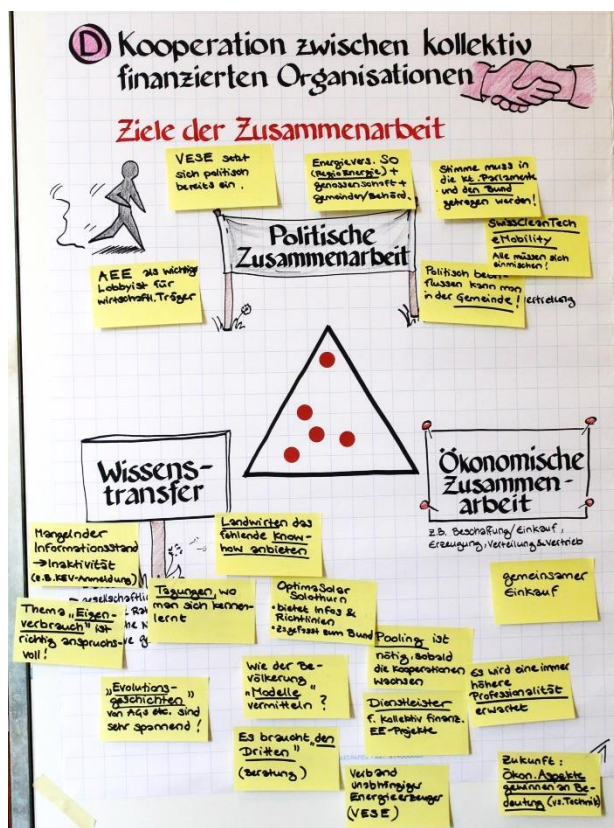 D Kooperation zwischen kollektiv
finanzierten Organisationen
Ziele der Zusammenarbeit
VESE setzt
sich politisch
bereits ein.
Energievers. SO
(RegioEnergie) +
genossenschaft +
gemeinden/Behörd.
Stimme muss in
die kt. Parlamente
und den Bund
getragen werden!
SwissCleanTech
eMobility
Alle müssen sich
einmischen!
Politische
Zusammenarbeit
AEE als wichtige
Lobbyist für
wirtschaftl. Träger
Politisch
flussen kann man
in der Gemeinde!
ertretung
Wissens-
transfer
Ökonomische
Zusammen-
arbeit
z.B. Beschaffung/Einkauf,
Erzeugung, Verteilung & Vertrieb
Mangelnder
Informationsstand
→ Inaktivität
(z.B. KEV-Anmeldung)
Landwirten das
fehlende Know-
how anbieten
gesellschaftlich
Thema „Eigen-
verbrauch" ist
richtig anspruchs-
voll!
Tagungen, wo
man sich kennen-
lernt
OptimaSolar
Solothurn
• bietet Infos &
Richtlinien
• zugefasst zum Bund
gemeinsamer
Einkauf
Pooling ist
nötig, sobald
die Kooperationen
wachsen
Es wird eine immer
höhere
Professionalität
erwartet
„Evolutions-
geschichten"
von AGs etc. sind
sehr spannend!
Wie der Be-
völkerung
„Modelle"
vermitteln?
Dienstleister
f. kollektiv finanz.
EE-Projekte
Es braucht „den
Dritten"
(Beratung)
Verband
unabhängiger
Energieerzeuger
(VESE)
Zukunft:
Ökon. Aspekte
gewinnen an Be-
deutung (vs. Technik)